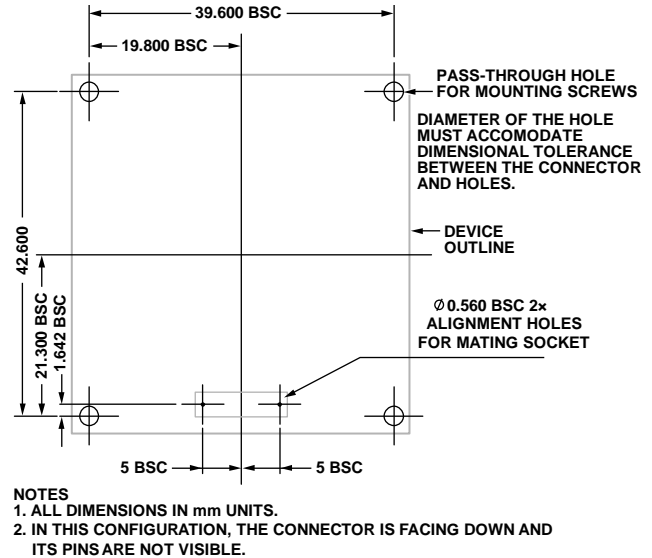 39.600 BSC
19.800 BSC
PASS-THROUGH HOLE
FOR MOUNTING SCREWS
DIAMETER OF THE HOLE
MUST ACCOMODATE
DIMENSIONAL TOLERANCE
BETWEEN THE CONNECTOR
AND HOLES.
DEVICE
OUTLINE
42.600
21.300 BSC
1.642 BSC
Ø0.560 BSC 2×
ALIGNMENT HOLES
FOR MATING SOCKET
5 BSC
5 BSC
NOTES
1. ALL DIMENSIONS IN mm UNITS.
2. IN THIS CONFIGURATION, THE CONNECTOR IS FACING DOWN AND
ITS PINS ARE NOT VISIBLE.